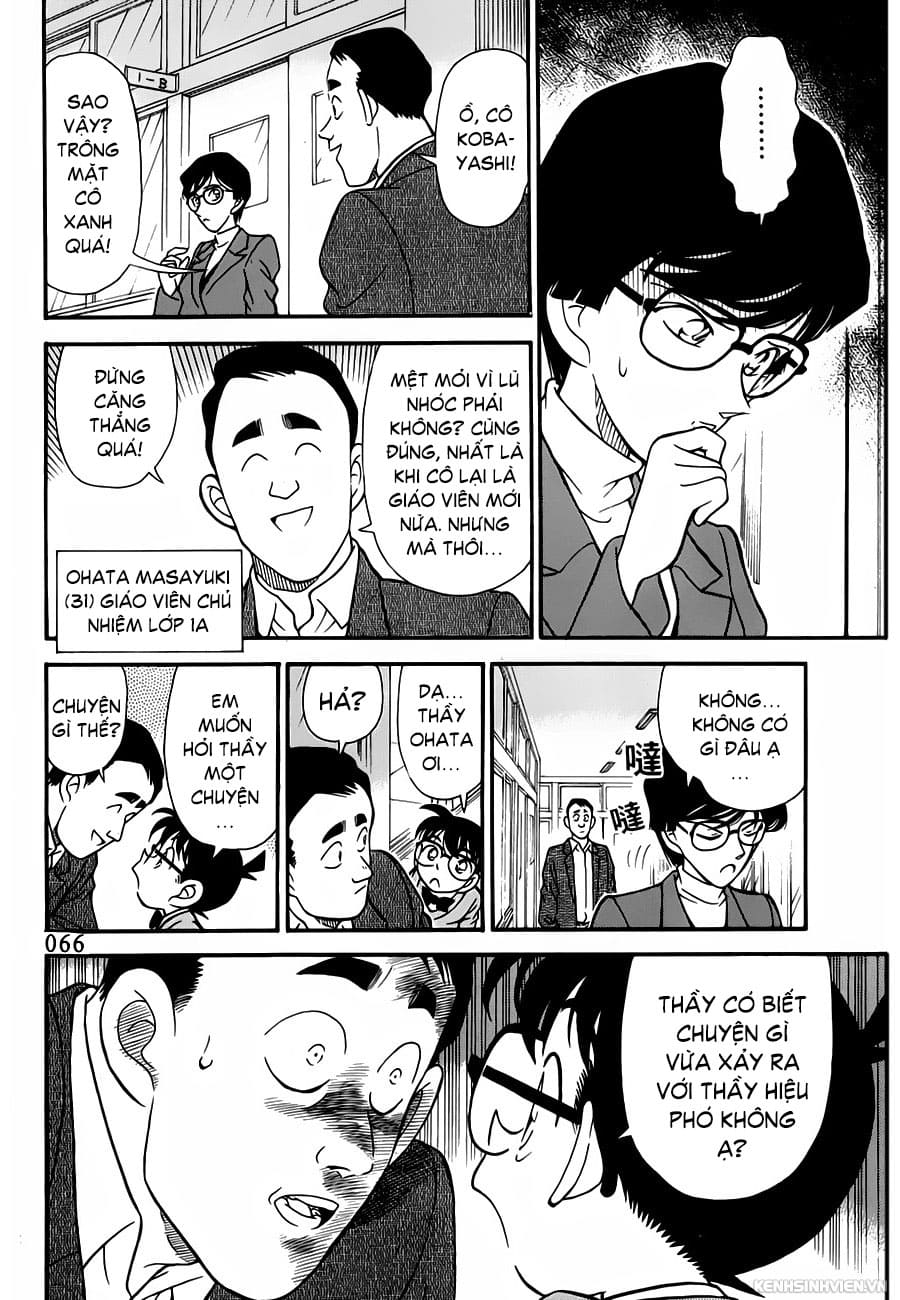 ………
Ồ, CÔ
KOBA-
YASHI!
1-B
SAO
VẬY?
TRÔNG
MẶT
CÔ
XANH
QUÁ!
MỆT MỎI VÌ LŨ
NHÓC PHẢI
KHÔNG? CŨNG
ĐÚNG, NHẤT LÀ
KHI CÔ LẠI LÀ
GIÁO VIÊN MỚI
NỮA. NHƯNG
MÀ THÔI...
ĐỪNG
CĂNG
THẲNG
QUÁ!
OHATA MASAYUKI
(31) GIÁO VIÊN CHỦ
NHIỆM LỚP 1A
KHÔNG...
KHÔNG CÓ
GÌ ĐÂU Ạ
...
噠
噠
DẠ...
THẦY
OHATA
ƠI...
HẢ?
EM
MUỐN
HỎI THẦY
MỘT
CHUYỆN
...
CHUYỆN
GÌ THẾ?
066
THẦY CÓ BIẾT
CHUYỆN GÌ
VỪA XẢY RA
VỚI THẦY HIỆU
PHÓ KHÔNG
Ạ?
KENHSINHVIEN.VN